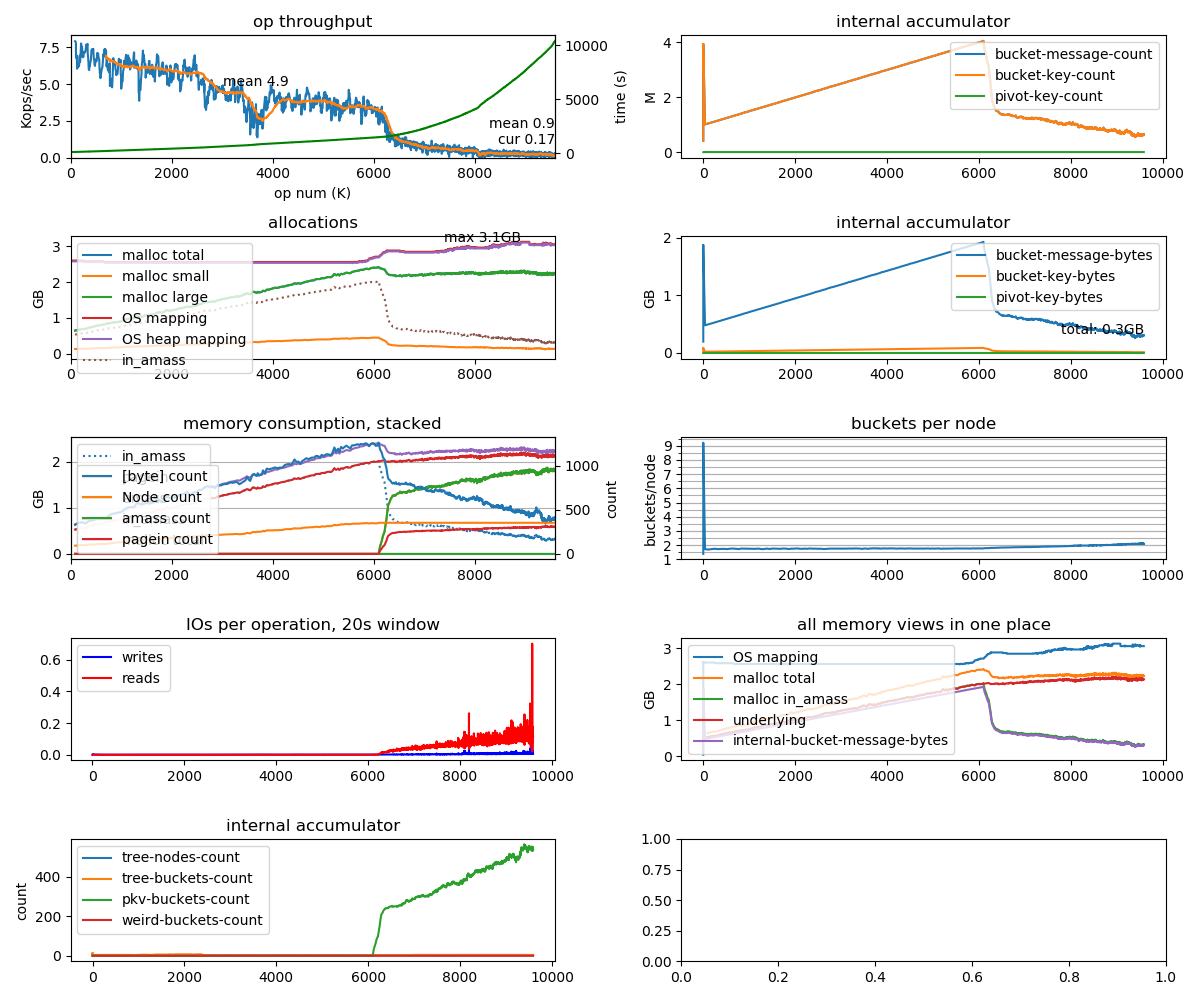 op throughput
7.5
5.0
2.5
0.0
Kops/sec
mean 4.9
mean 0.9
cur 0.17
10000
5000
0
time (s)
0 2000 4000 6000 8000
op num (K)
internal accumulator
4
2
0
M
bucket-message-count
bucket-key-count
pivot-key-count
0 2000 4000 6000 8000 10000
allocations
3
2
1
0
GB
max 3.1GB
malloc total
malloc small
malloc large
OS mapping
OS heap mapping
in_amass
0 2000 4000 6000 8000
internal accumulator
2
1
0
GB
bucket-message-bytes
bucket-key-bytes
pivot-key-bytes
total: 0.3GB
0 2000 4000 6000 8000 10000
memory consumption, stacked
2
1
0
GB
in_amass
[byte] count
Node count
amass count
pagein count
1000
500
0
count
0 2000 4000 6000 8000
buckets per node
9
8
7
6
5
4
3
2
1
buckets/node
0 2000 4000 6000 8000 10000
IOs per operation, 20s window
0.6
0.4
0.2
0.0
writes
reads
0 2000 4000 6000 8000 10000
all memory views in one place
3
2
1
0
GB
OS mapping
malloc total
malloc in_amass
underlying
internal-bucket-message-bytes
0 2000 4000 6000 8000 10000
internal accumulator
400
200
0
count
tree-nodes-count
tree-buckets-count
pkv-buckets-count
weird-buckets-count
0 2000 4000 6000 8000 10000
1.00
0.75
0.50
0.25
0.00
0.0 0.2 0.4 0.6 0.8 1.0